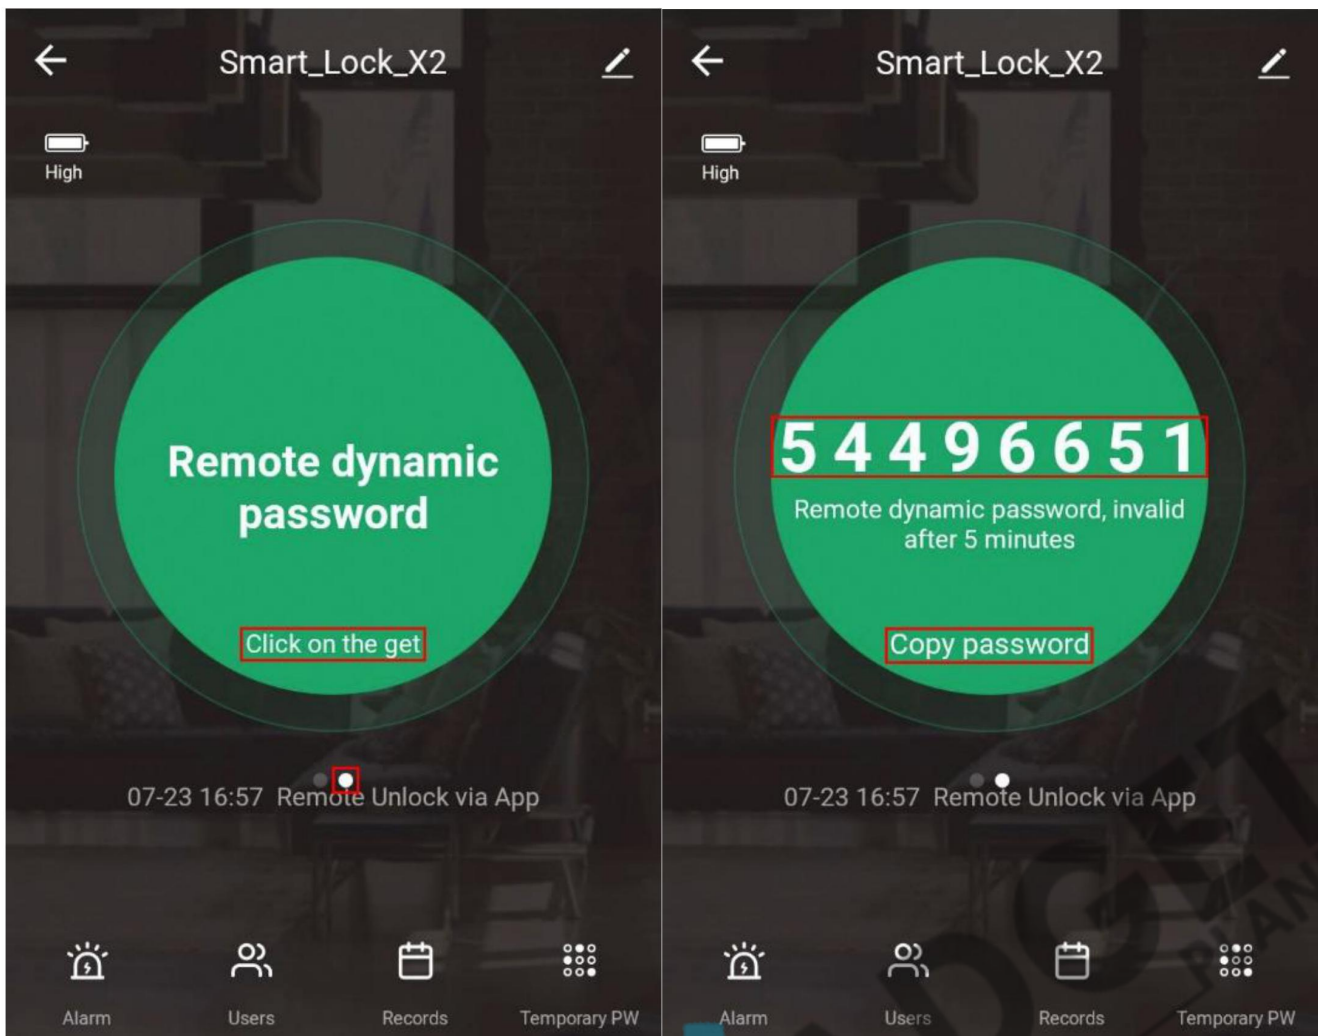 Smart_Lock_X2
High
Remote dynamic
password
Click on the get
07-23 16:57 Remote Unlock via App
Alarm
Users
Records
Temporary PW
Smart_Lock_X2
High
54496651
Remote dynamic password, invalid
after 5 minutes
Copy password
07-23 16:57 Remote Unlock via App
Alarm
Users
Records
Temporary PW